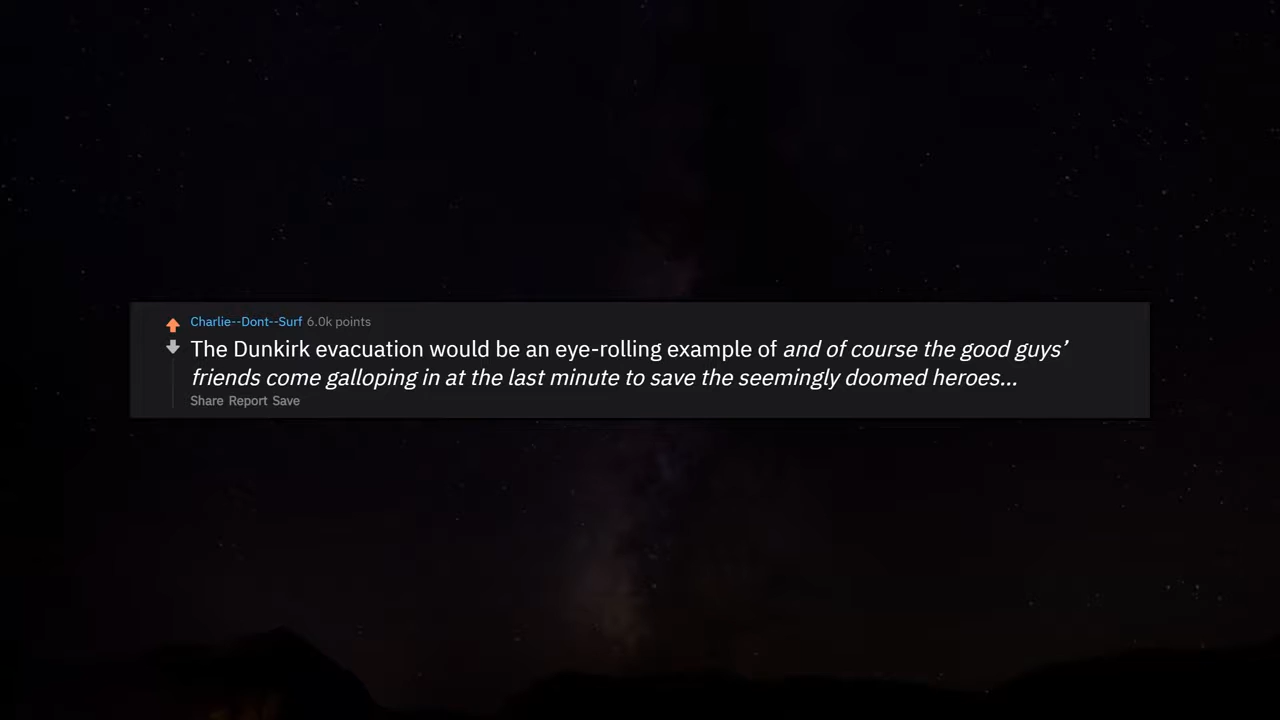 Charlie--Dont--Surf 6.0k points
The Dunkirk evacuation would be an eye-rolling example of and of course the good guys’
friends come galloping in at the last minute to save the seemingly doomed heroes...
Share Report Save